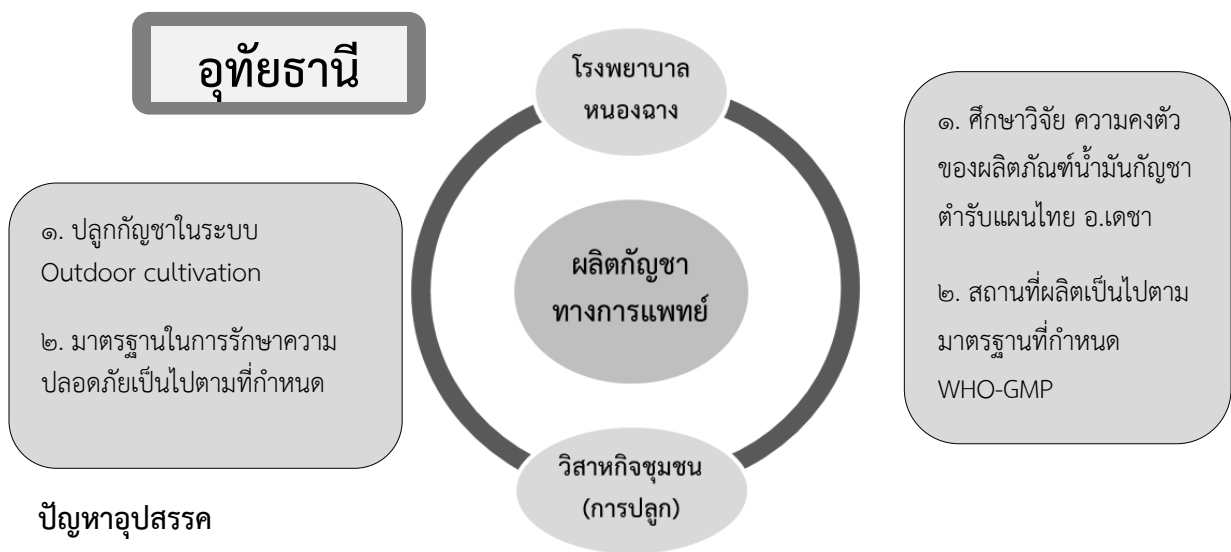 อุทัยธานี
โรงพยาบาล
หนองฉาง
๑. ศึกษาวิจัย ความคงตัว
ของผลิตภัณฑ์น้ำมันกัญชา
ตำรับแผนไทย อ.เดชา
๒. สถานที่ผลิตเป็นไปตาม
มาตรฐานที่กำหนด
WHO-GMP
๑. ปลูกกัญชาในระบบ
Outdoor cultivation
๒. มาตรฐานในการรักษาความ
ปลอดภัยเป็นไปตามที่กำหนด
ผลิตกัญชา
ทางการแพทย์
วิสาหกิจชุมชน
(การปลูก)
ปัญหาอุปสรรค